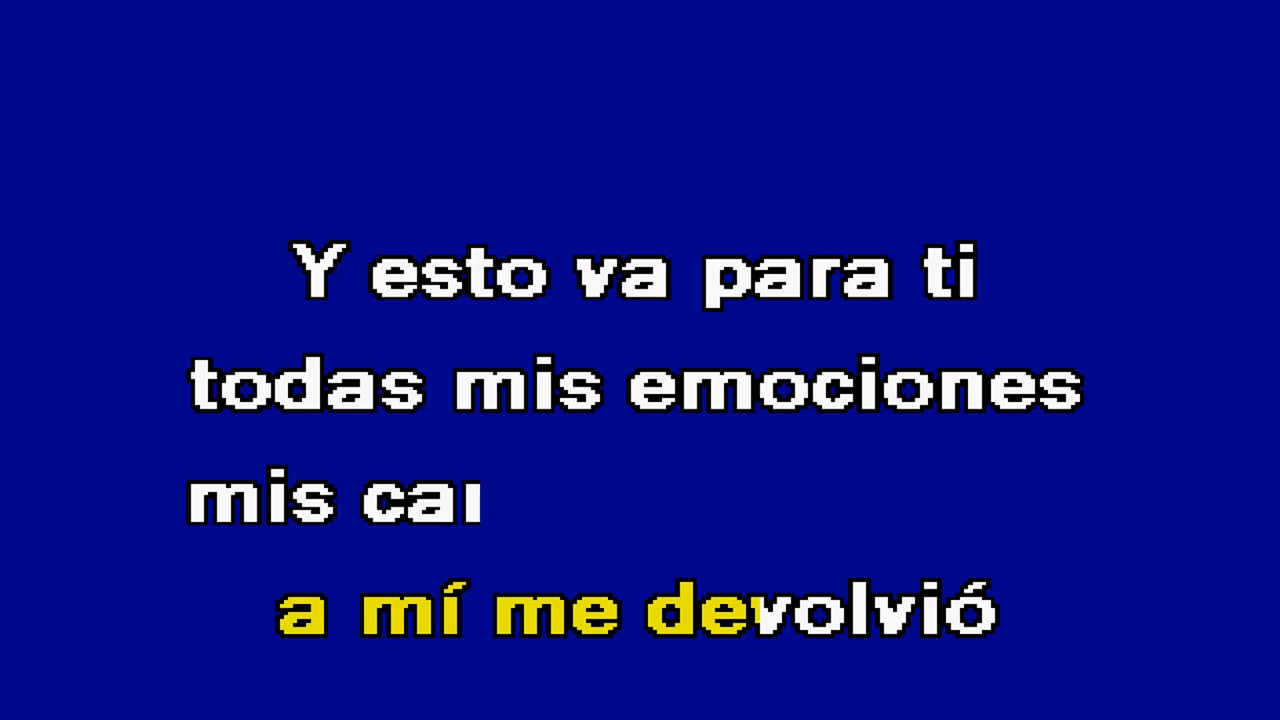 Y esto va para ti
todas mis emociones
mis
a mí me devolvió